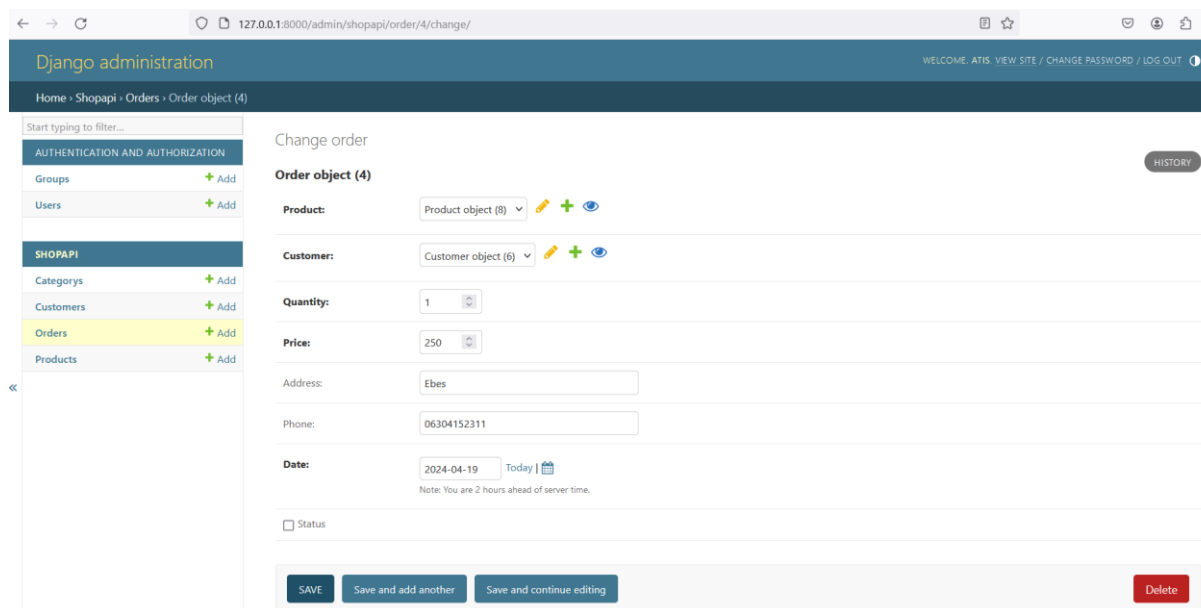 127.0.0.1:8000/admin/shopapi/order/4/change/
Django administration
WELCOME, ATIS. VIEW SITE / CHANGE PASSWORD / LOG OUT
Home › Shopapi › Orders › Order object (4)
Start typing to filter...
AUTHENTICATION AND AUTHORIZATION
Groups + Add
Users + Add
SHOPAPI
Categorys + Add
Customers + Add
Orders + Add
Products + Add
«
Change order
HISTORY
Order object (4)
Product: Product object (8)
Customer: Customer object (6)
Quantity: 1
Price: 250
Address: Ebes
Phone: 06304152311
Date: 2024-04-19 Today |
Note: You are 2 hours ahead of server time.
Status
SAVE Save and add another Save and continue editing Delete